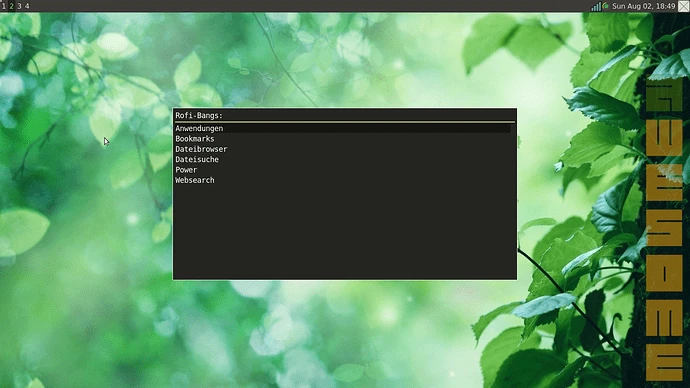 1 2 3 4
Sun Aug 02, 18:49
Rofi-Bangs:
Anwendungen
Bookmarks
Dateibrowser
Dateisuche
Power
Websearch
awesome